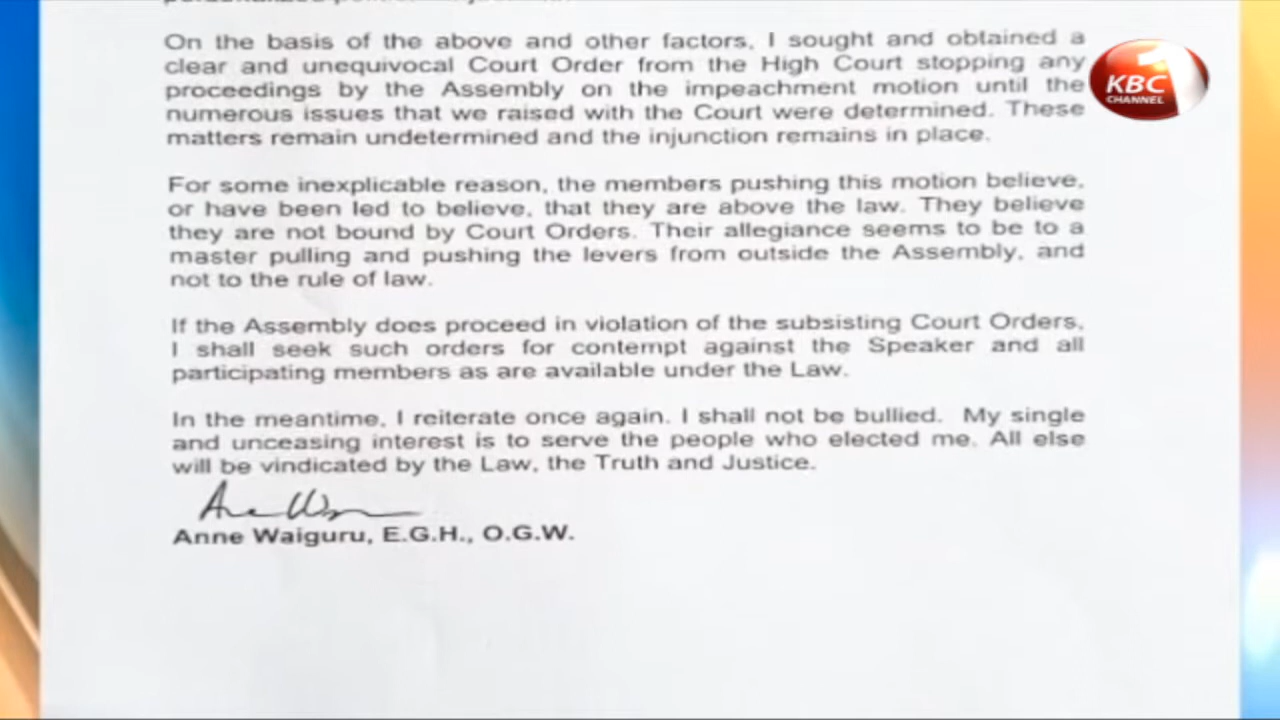 On the basis of the above and other factors, I sought and obtained a
clear and unequivocal Court Order from the High Court stopping any
proceedings by the Assembly on the impeachment motion until the
numerous issues that we raised with the Court were determined. These
matters remain undetermined and the injunction remains in place.
For some inexplicable reason, the members pushing this motion believe,
or have been led to believe, that they are above the law. They believe
they are not bound by Court Orders. Their allegiance seems to be to a
master pulling and pushing the levers from outside the Assembly, and
not to the rule of law.
If the Assembly does proceed in violation of the subsisting Court Orders,
I shall seek such orders for contempt against the Speaker and all
participating members as are available under the Law.
In the meantime, I reiterate once again. I shall not be bullied. My single
and unceasing interest is to serve the people who elected me. All else
will be vindicated by the Law, the Truth and Justice.
Anne Waiguru, E.G.H., O.G.W.
KBC 1
CHANNEL